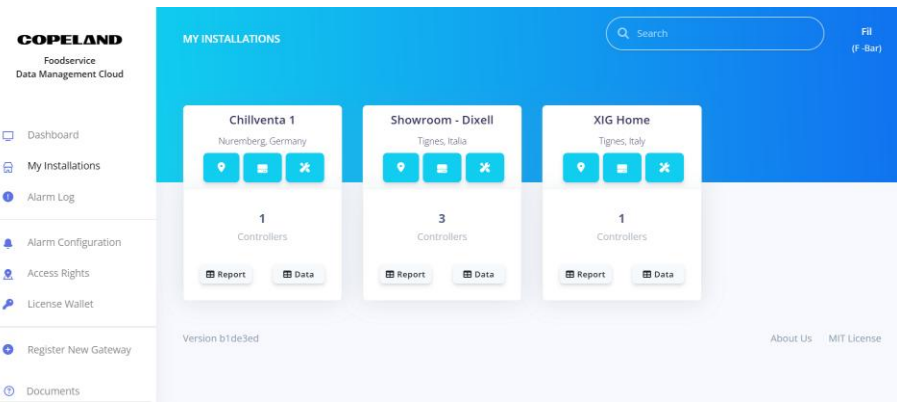 COPELAND
Foodservice
Data Management Cloud
Dashboard
My Installations
Alarm Log
Alarm Configuration
Access Rights
License Wallet
Register New Gateway
Documents
MY INSTALLATIONS
Search
Fil
(F -Bar)
Chillventa 1
Nuremberg, Germany
1
Controllers
Report
Data
Showroom - Dixell
Tignes, Italia
3
Controllers
Report
Data
XIG Home
Tignes, Italy
1
Controllers
Report
Data
Version b1de3ed
About Us
MIT License